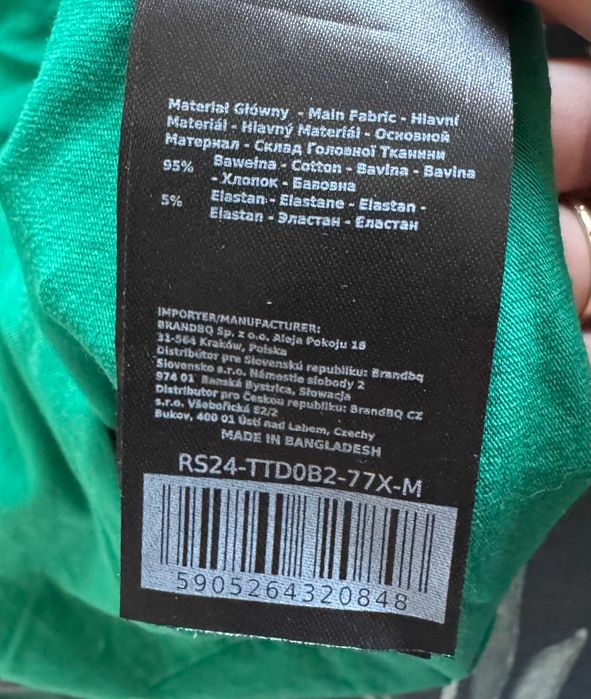 Materiał Główny - Main Fabric - Hlavní
Materiál - Hlavný Materiál - Основной
Материал - Склад Головної Тканини
95% Bawełna - Cotton - Bavlna - Bavlna
- Хлопок - Бавовна
5% Elastan - Elastane - Elastan -
Elastan - Эластан - Еластан
IMPORTER/MANUFACTURER:
BRANDBQ Sp. z o.o. Aleja Pokoju 18
31-564 Kraków, Polska
Distribútor pre Slovenskú republiku: Brandbq
Slovensko s.r.o. Námestie slobody 2
974 01 Banská Bystrica, Słowacja
Distributor pro Českou republiku: BrandBQ CZ
s.r.o. Všebořická 82/2
Bukov, 400 01 Ústí nad Labem, Czechy
MADE IN BANGLADESH
RS24-TTD0B2-77X-M
5905264320848